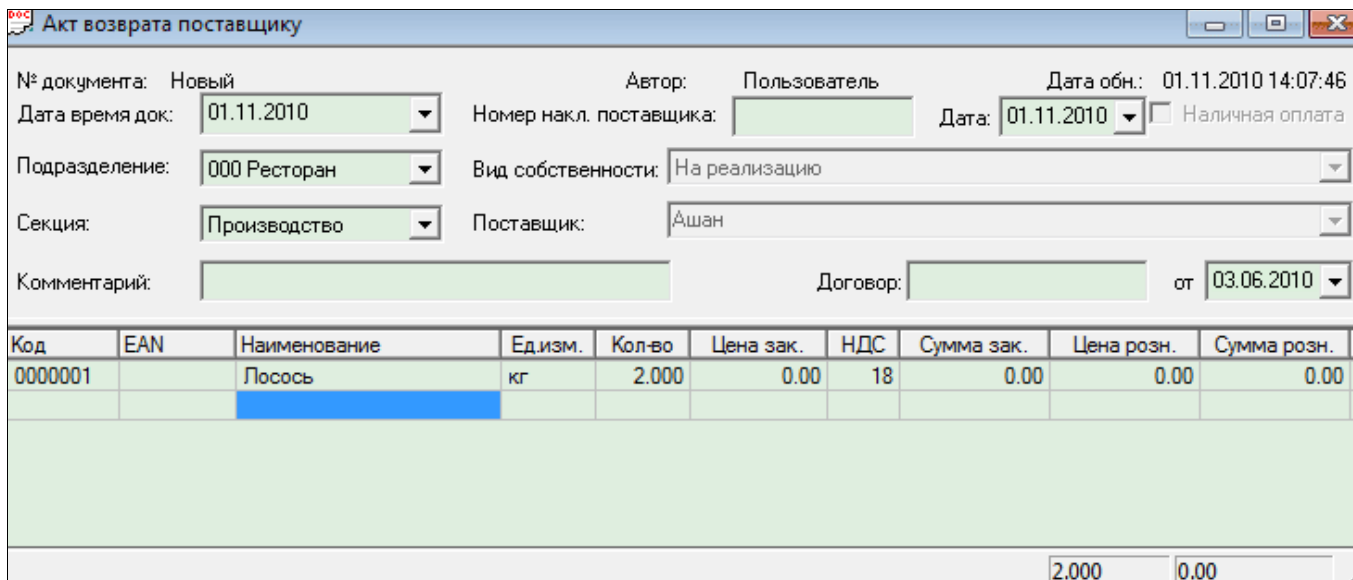 Акт возврата поставщику
№ документа: Новый Автор: Пользователь Дата обн.: 01.11.2010 14:07:46
Дата время док: 01.11.2010 Номер накл. поставщика: Дата: 01.11.2010 Наличная оплата
Подразделение: 000 Ресторан Вид собственности: На реализацию
Секция: Производство Поставщик: Ашан
Комментарий: Договор: от 03.06.2010
Код EAN Наименование Ед.изм. Кол-во Цена зак. НДС Сумма зак. Цена розн. Сумма розн.
0000001 Лосось кг 2.000 0.00 18 0.00 0.00 0.00
2.000 0.00